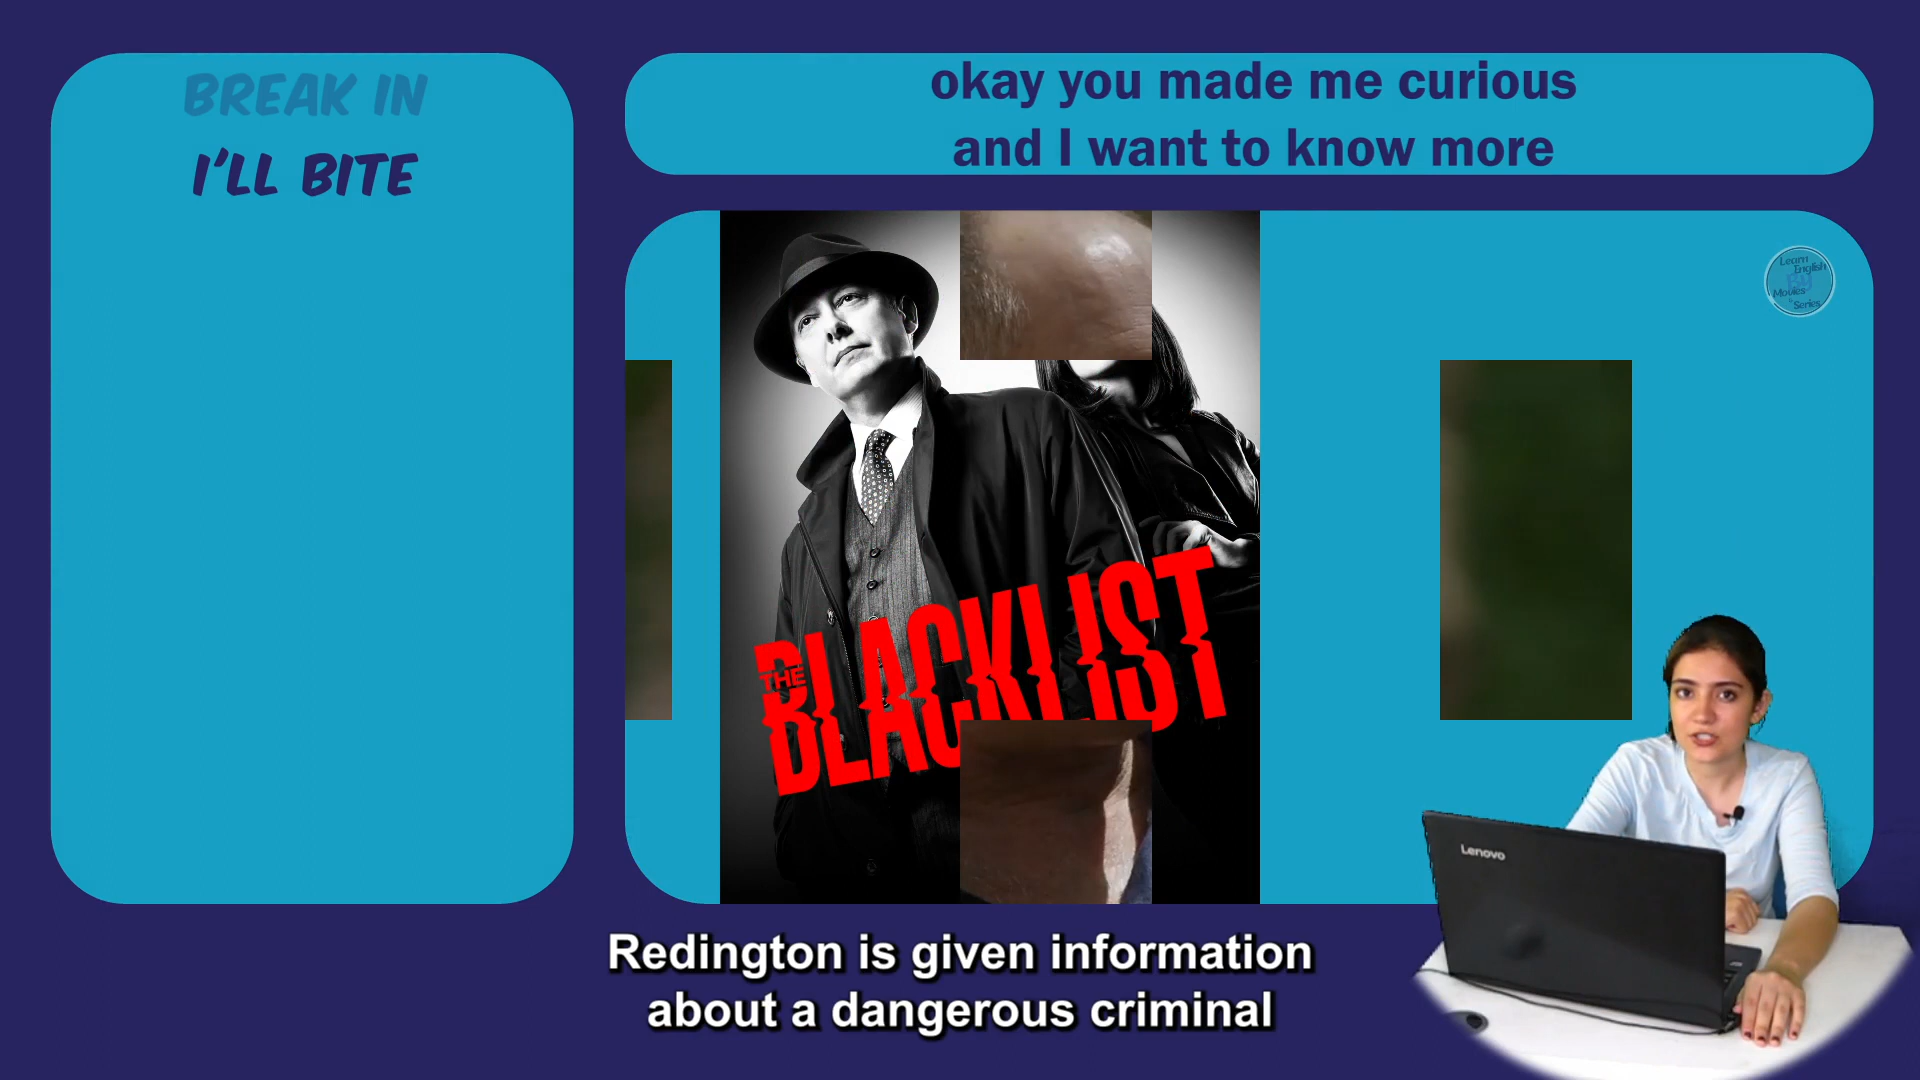 BREAK IN
I'LL BITE
okay you made me curious
and I want to know more
Learn
English
By
Movies
&
Series
THE
BLACKLIST
Lenovo
Redington is given information
about a dangerous criminal